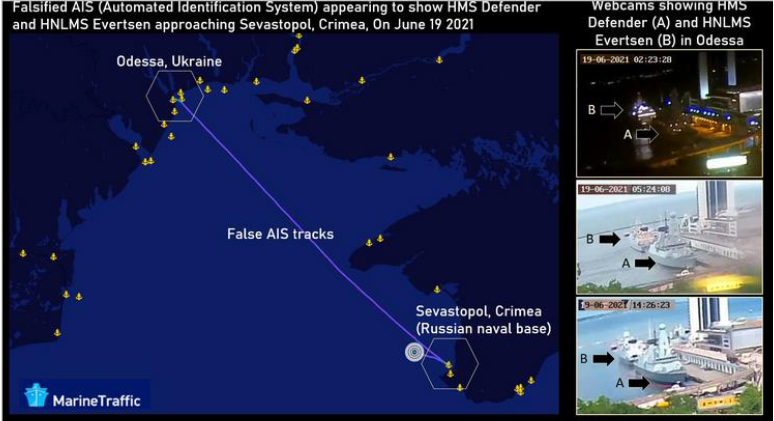 Falsified AIS (Automated Identification System) appearing to show HMS Defender
and HNLMS Evertsen approaching Sevastopol, Crimea, On June 19 2021
Odessa, Ukraine
False AIS tracks
Sevastopol, Crimea
(Russian naval base)
MarineTraffic
Webcams showing HMS
Defender (A) and HNLMS
Evertsen (B) in Odessa
19-06-2021 02:23:28
B
A
19-06-2021 05:24:08
B
A
19-06-2021 14:26:23
B
A